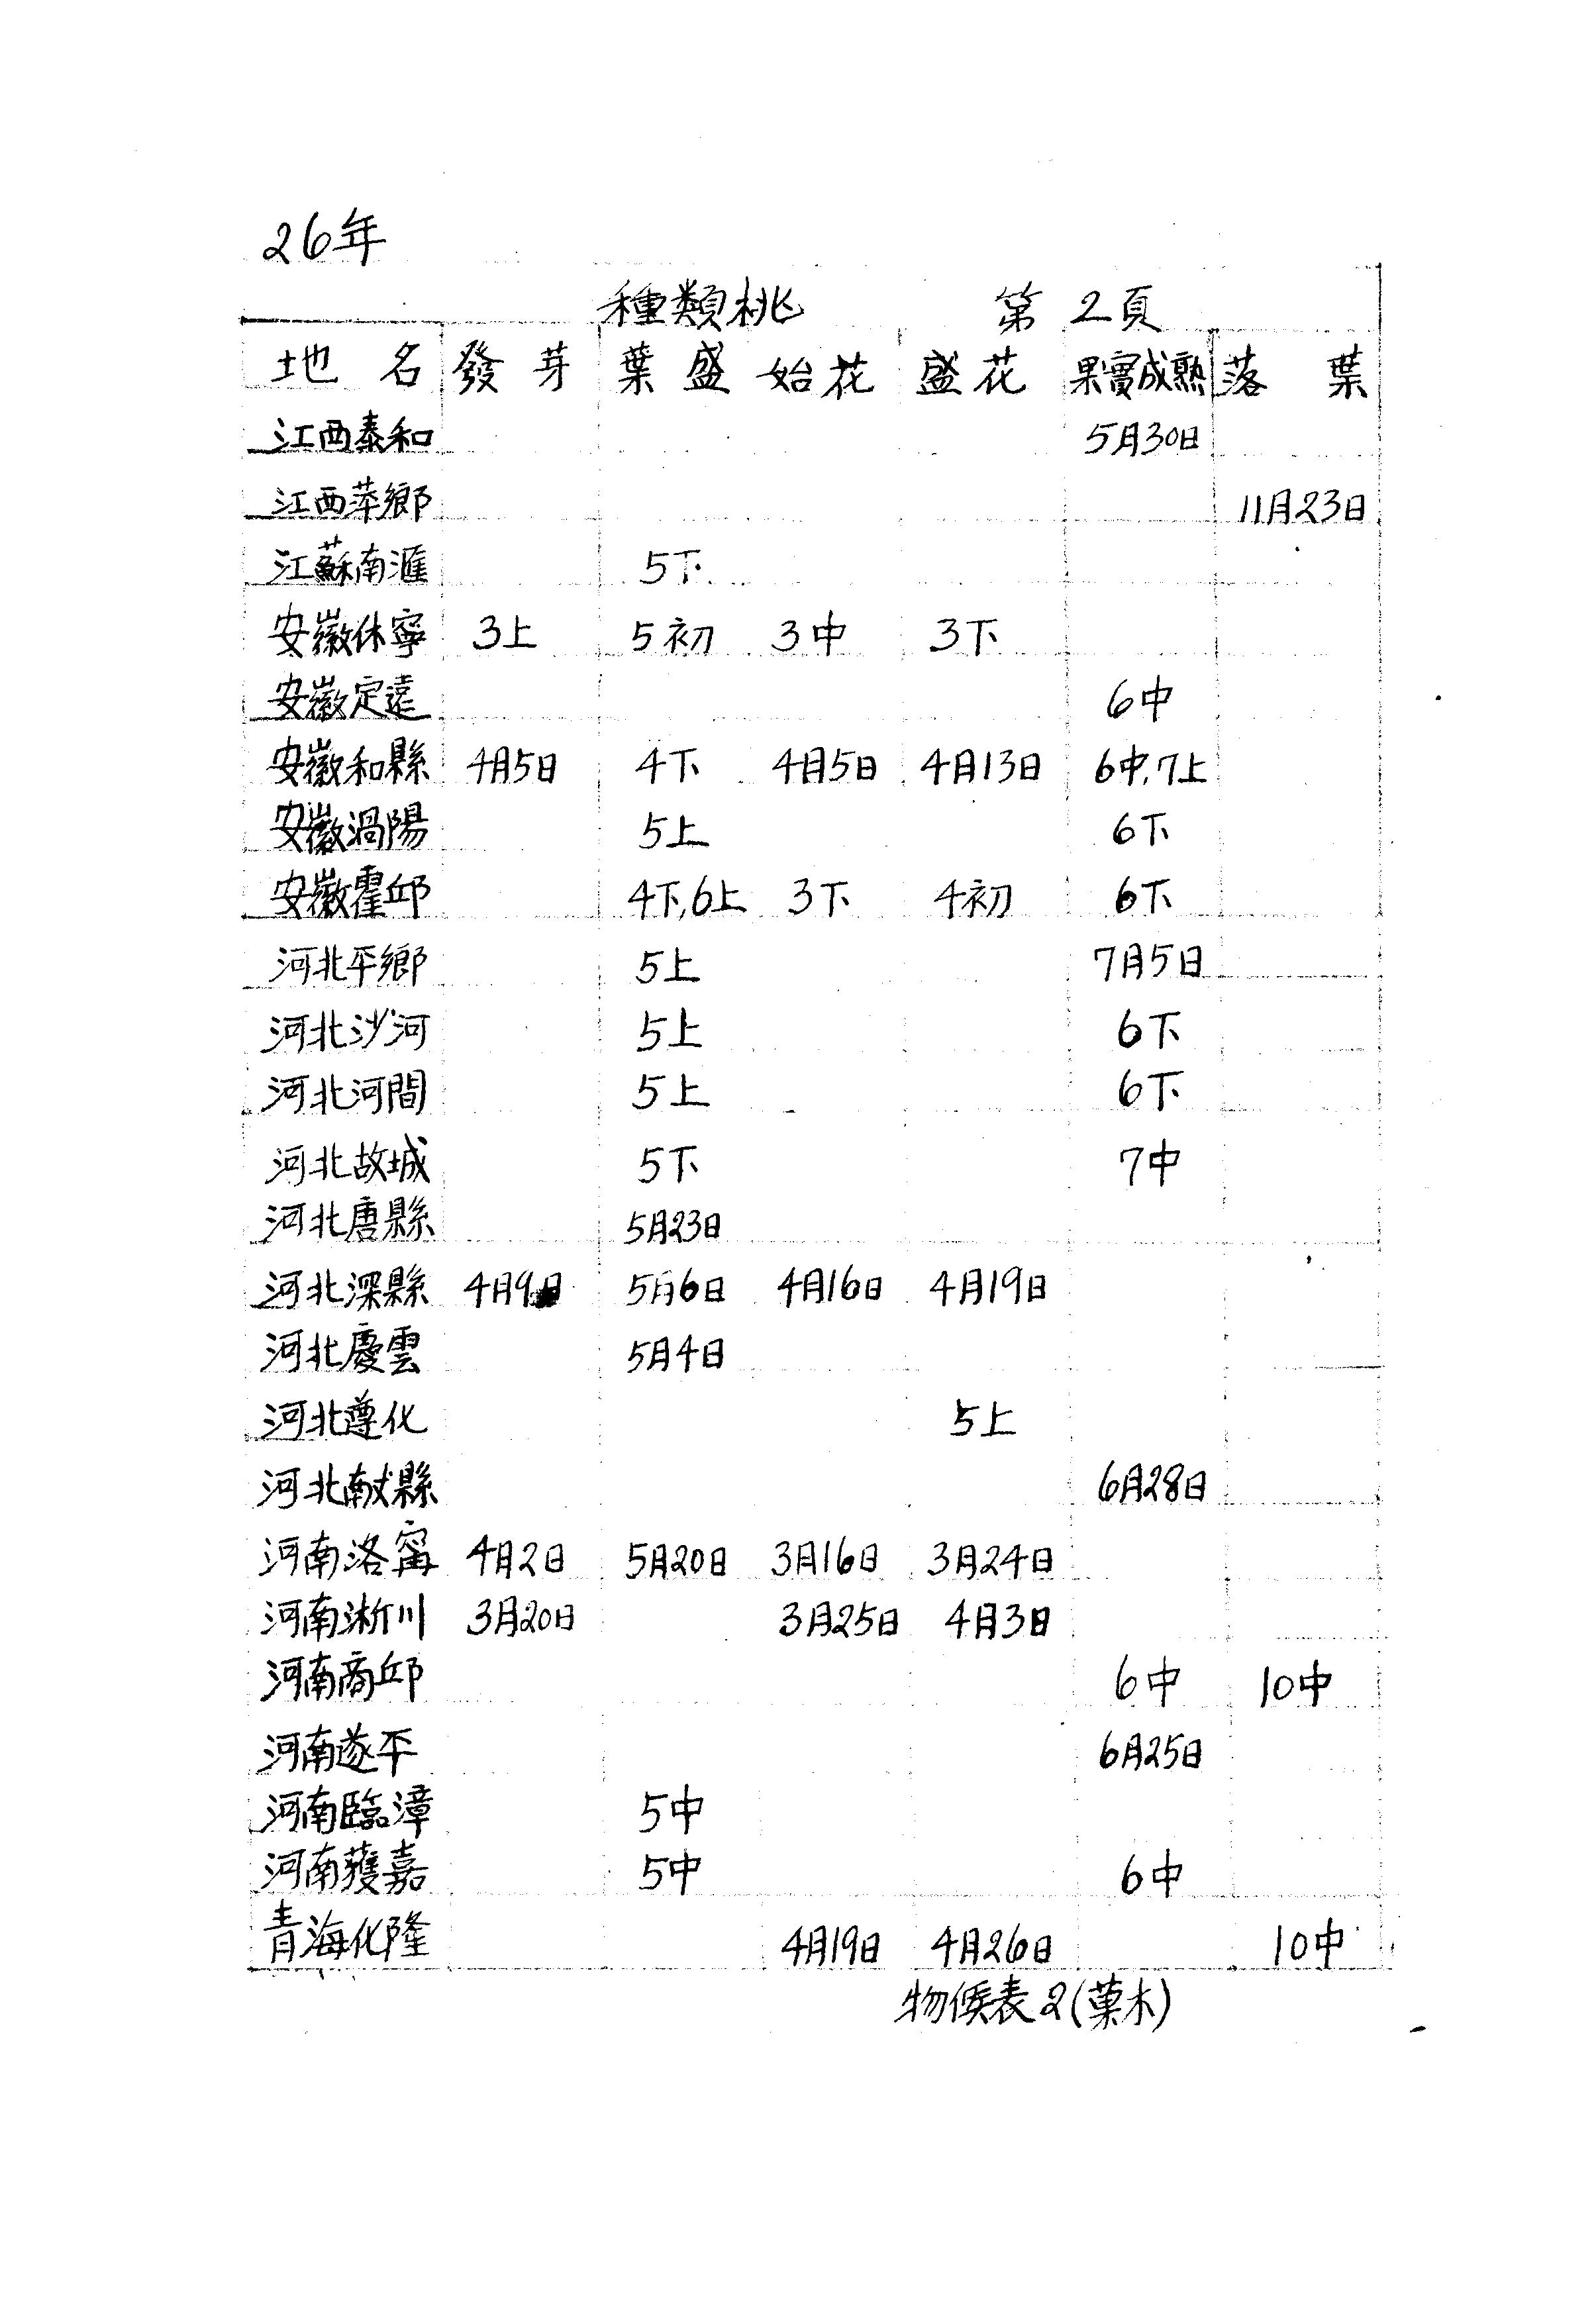 26年
種類桃 第2頁
地名 發芽 葉盛 始花 盛花 果實成熟 落葉
江西泰和 5月30日
江西萍鄉 11月23日
江蘇南滙 5下
安徽休寧 3上 5初 3中 3下
安徽定遠 6中
安徽和縣 4月5日 4下 4月5日 4月13日 6中,7上
安徽渦陽 5上 6下
安徽霍邱 4下,6上 3下 4初 6下
河北平鄉 5上 7月5日
河北沙河 5上 6下
河北河間 5上 6下
河北故城 5下 7中
河北唐縣 5月23日
河北深縣 4月9日 5月6日 4月16日 4月19日
河北慶雲 5月4日
河北遵化 5上
河北献縣 6月28日
河南洛甯 4月2日 5月20日 3月16日 3月24日
河南淅川 3月20日 3月25日 4月3日
河南商邱 6中 10中
河南遂平 6月25日
河南臨漳 5中
河南獲嘉 5中 6中
青海化隆 4月19日 4月26日 10中
物候表2(菓木)